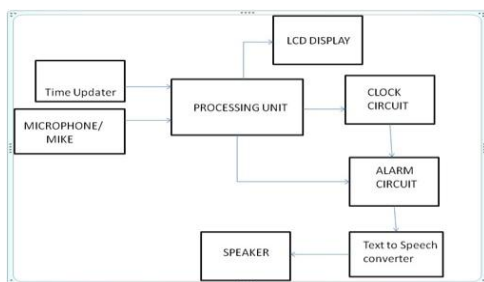 LCD DISPLAY
Time Updater
PROCESSING UNIT
CLOCK
CIRCUIT
MICROPHONE/
MIKE
ALARM
CIRCUIT
SPEAKER
Text to Speech
converter